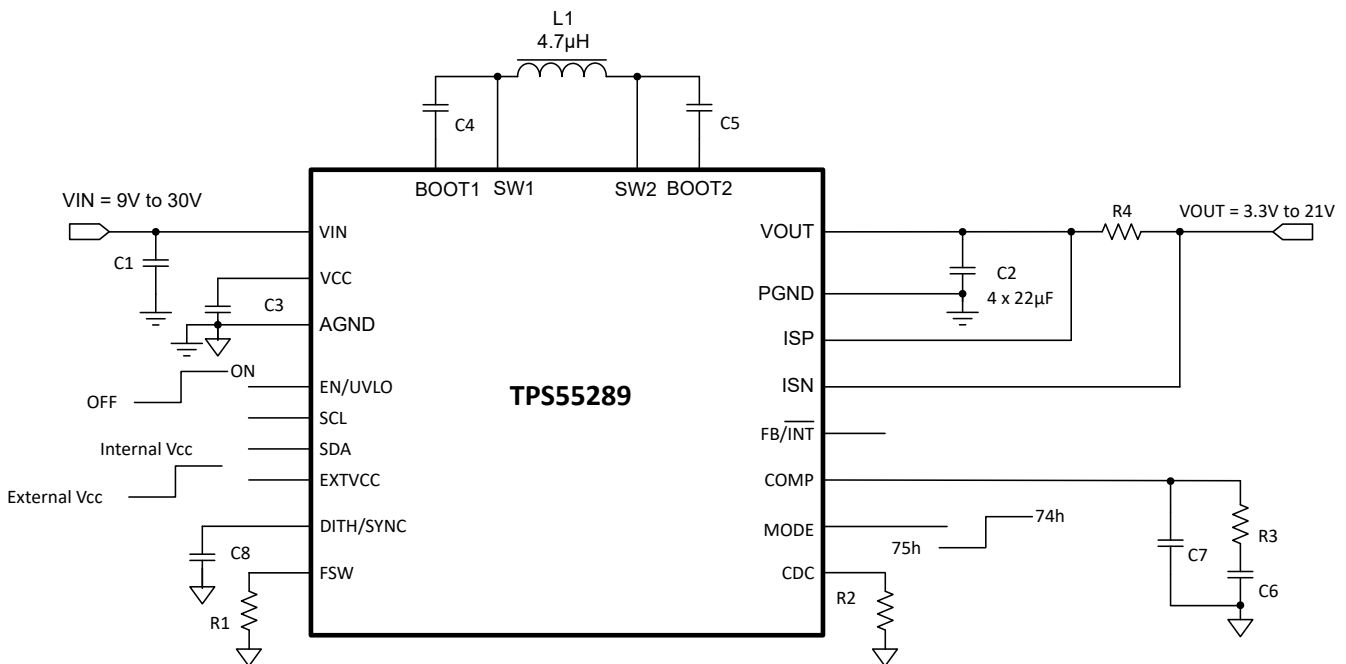 L1
4.7µH
C4
C5
BOOT1 SW1 SW2 BOOT2
VIN = 9V to 30V
C1
VIN
VCC
C3
AGND
OFF
ON
EN/UVLO
SCL
SDA
Internal Vcc
External Vcc
EXTVCC
DITH/SYNC
C8
FSW
R1
TPS55289
VOUT
R4
VOUT = 3.3V to 21V
C2
4 x 22µF
PGND
ISP
ISN
FB/INT
COMP
MODE
75h
74h
CDC
R2
C7
R3
C6